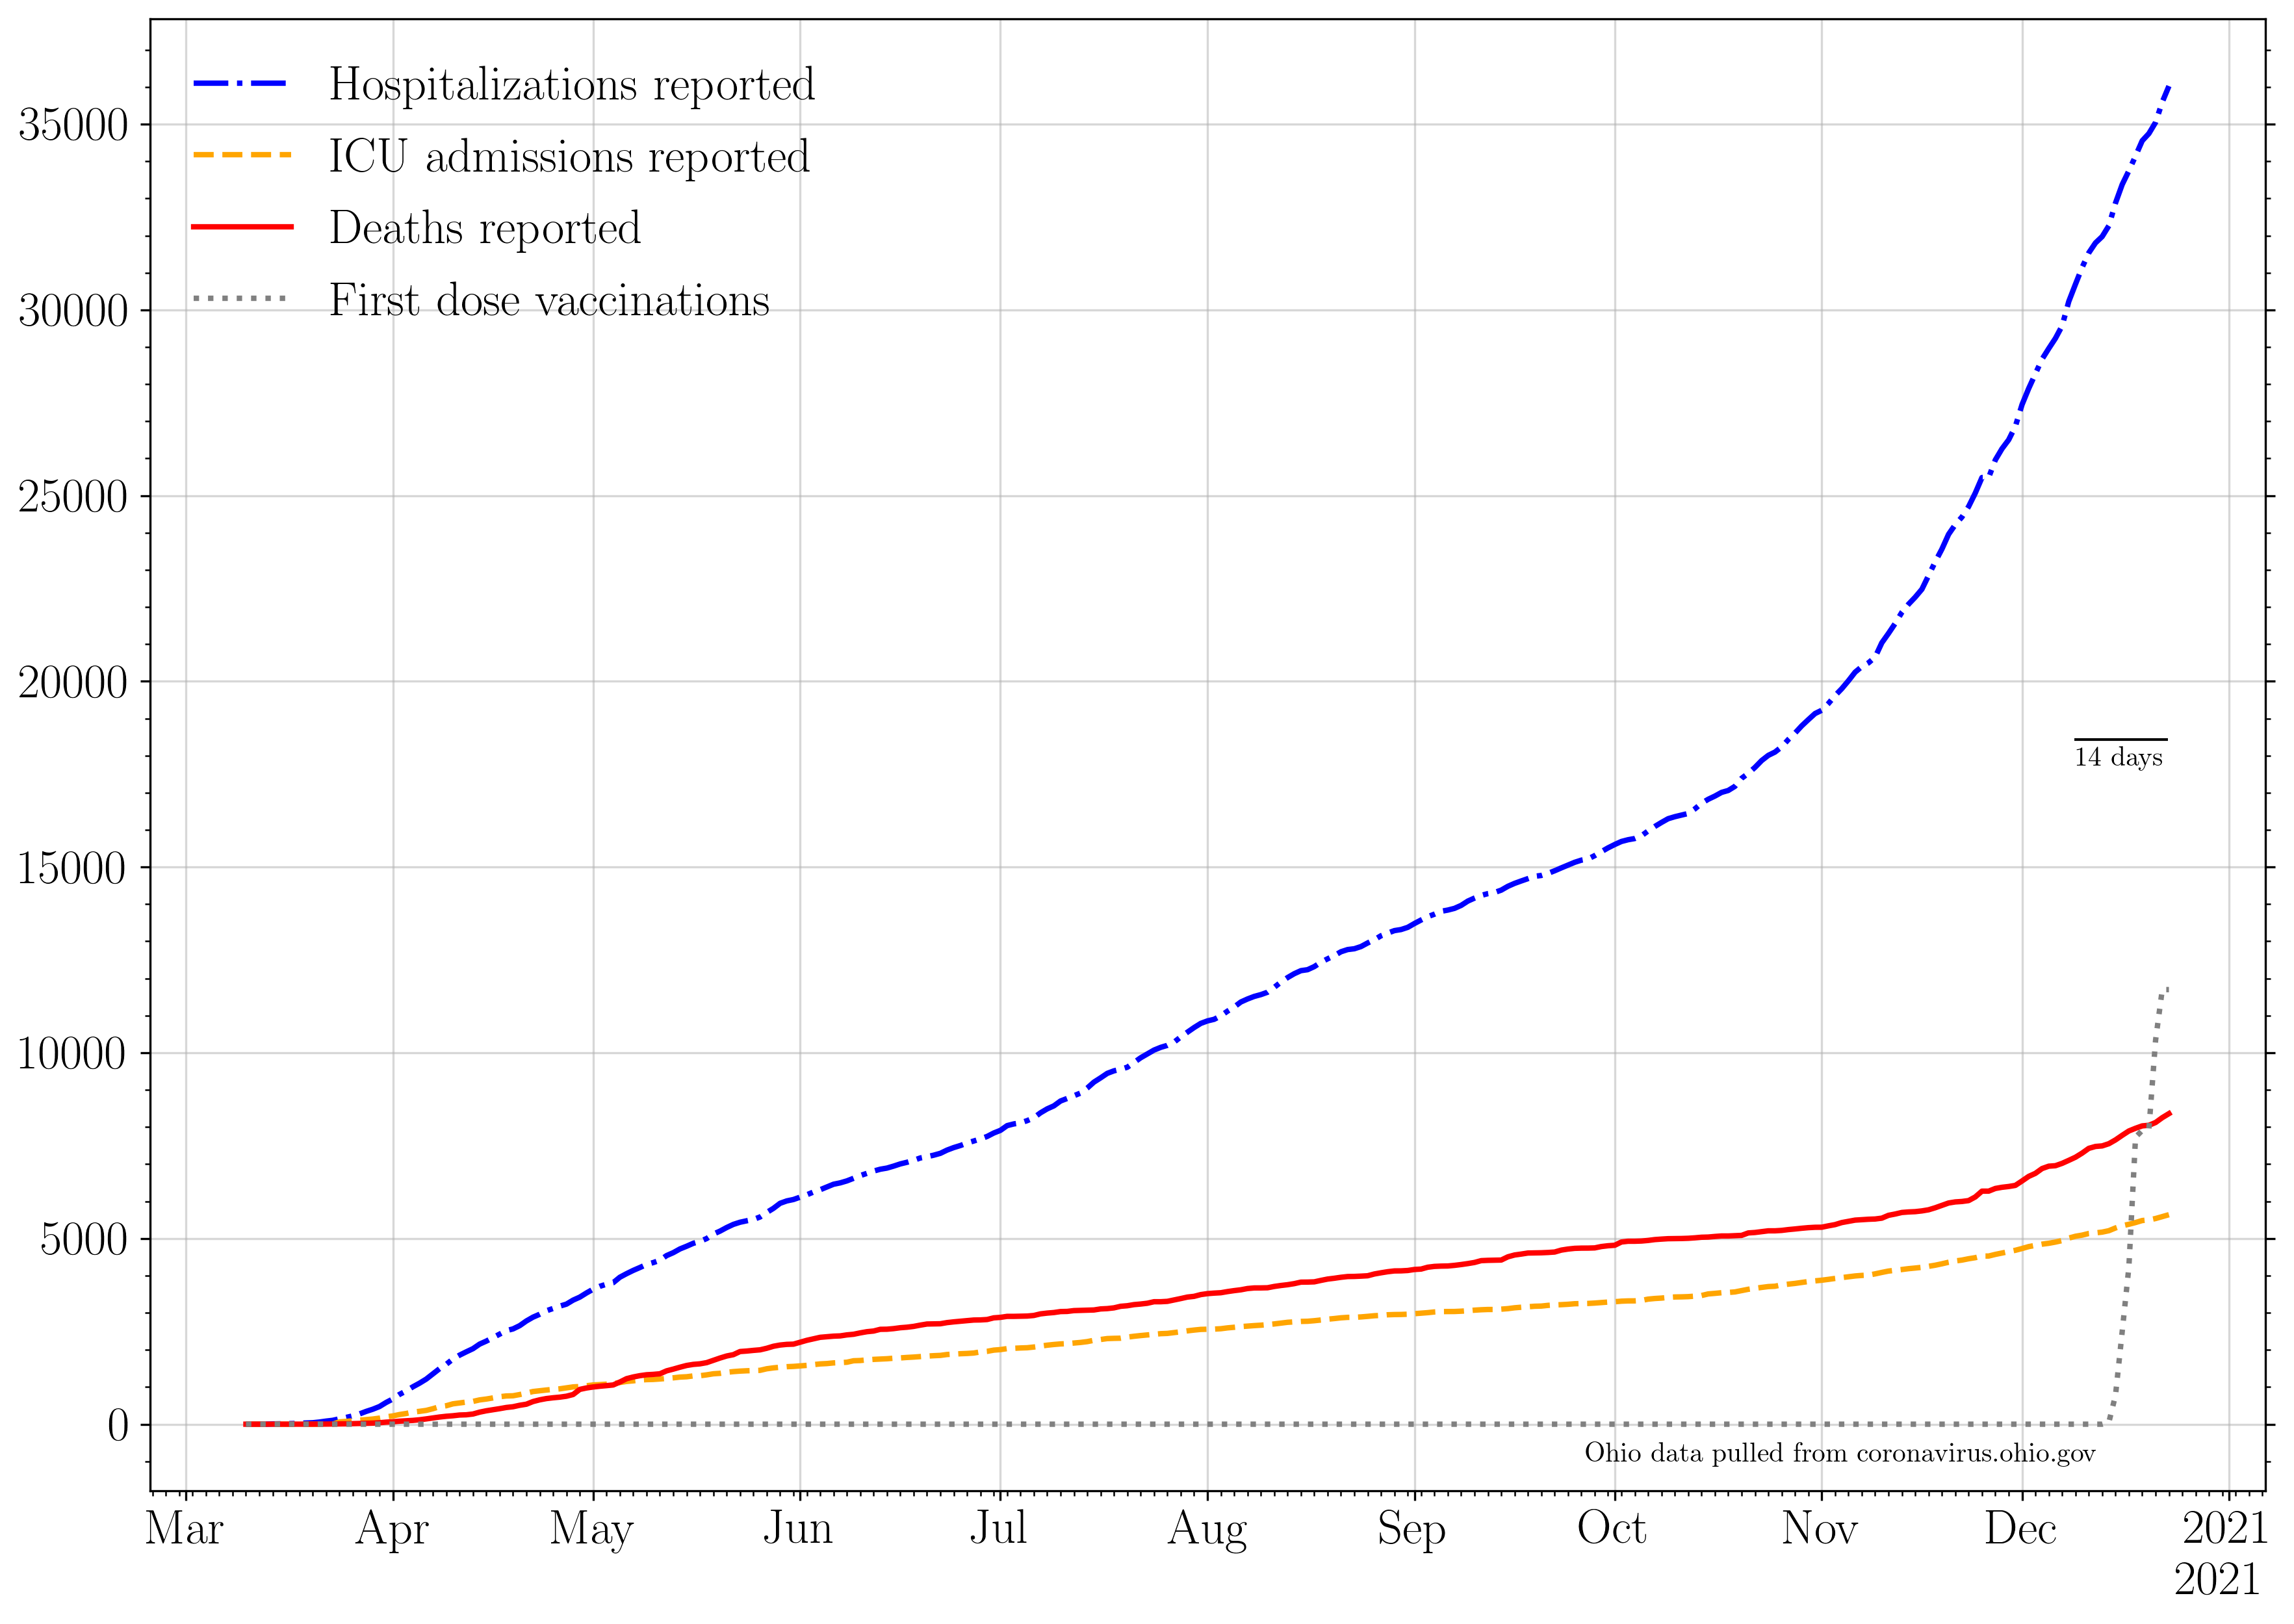 Hospitalizations reported
ICU admissions reported
Deaths reported
First dose vaccinations
35000
30000
25000
20000
15000
10000
5000
0
14 days
Ohio data pulled from coronavirus.ohio.gov
Mar Apr May Jun Jul Aug Sep Oct Nov Dec 2021
2021